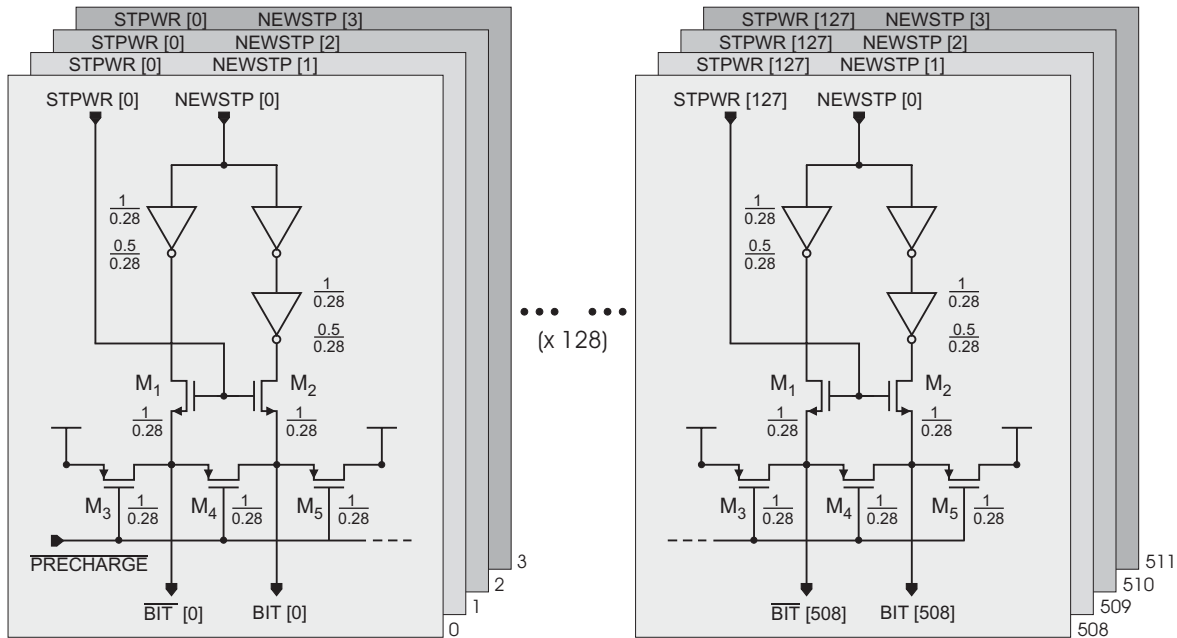 STPWR [0] NEWSTP [3]
STPWR [0] NEWSTP [2]
STPWR [0] NEWSTP [1]
STPWR [0] NEWSTP [0]
1
0.28
0.5
0.28
1
0.28
0.5
0.28
M1 M2
1
0.28
1
0.28
M3 1
0.28
M4 1
0.28
M5 1
0.28
PRECHARGE
BIT [0] BIT [0]
0
1
2
3
(x 128)
STPWR [127] NEWSTP [3]
STPWR [127] NEWSTP [2]
STPWR [127] NEWSTP [1]
STPWR [127] NEWSTP [0]
1
0.28
0.5
0.28
1
0.28
0.5
0.28
M1 M2
1
0.28
1
0.28
M3 1
0.28
M4 1
0.28
M5 1
0.28
BIT [508] BIT [508]
508
509
510
511